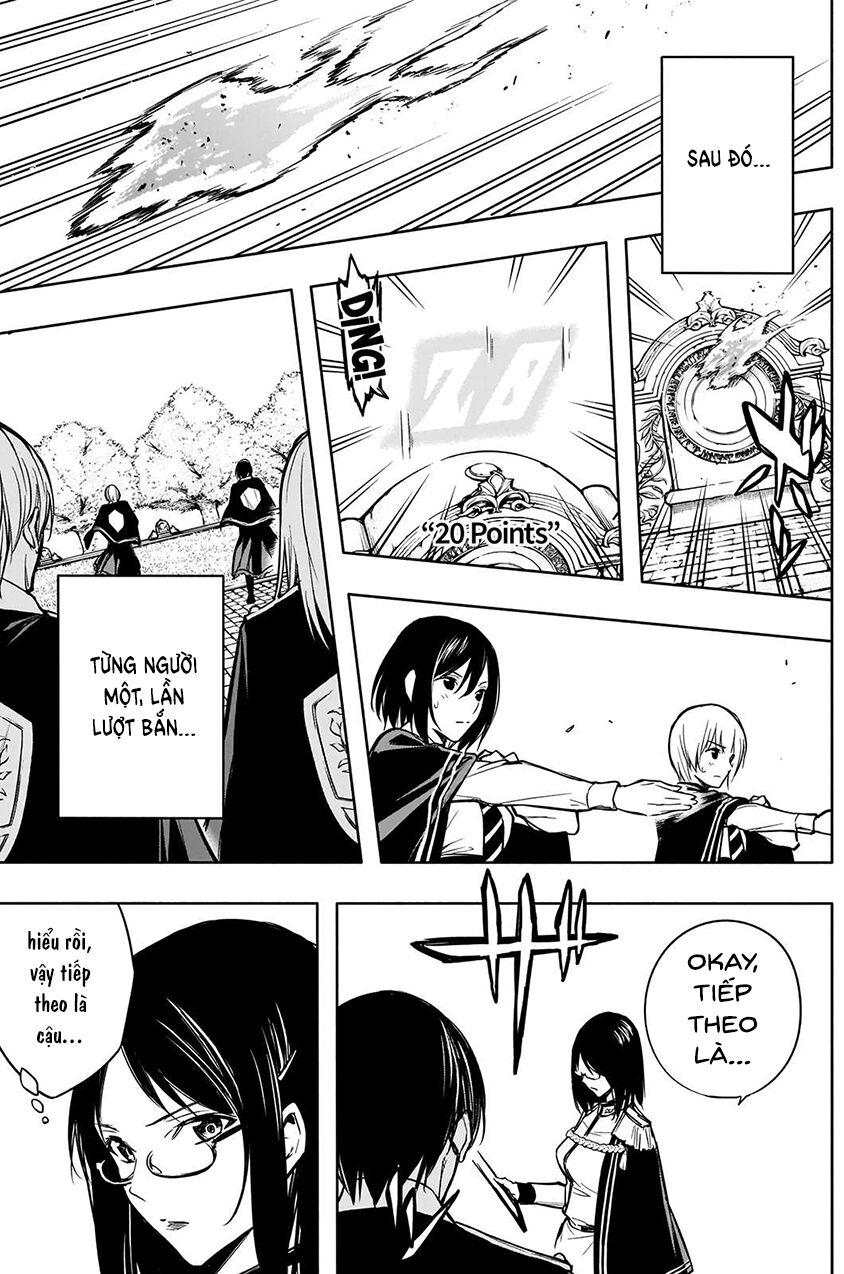 SAU ĐÓ...
DING!
28
"20 Points"
TỪNG NGƯỜI
MỘT, LẦN
LƯỢT BẮN...
OKAY,
TIẾP
THEO
LÀ...
hiểu rồi,
vậy tiếp
theo là
cậu...